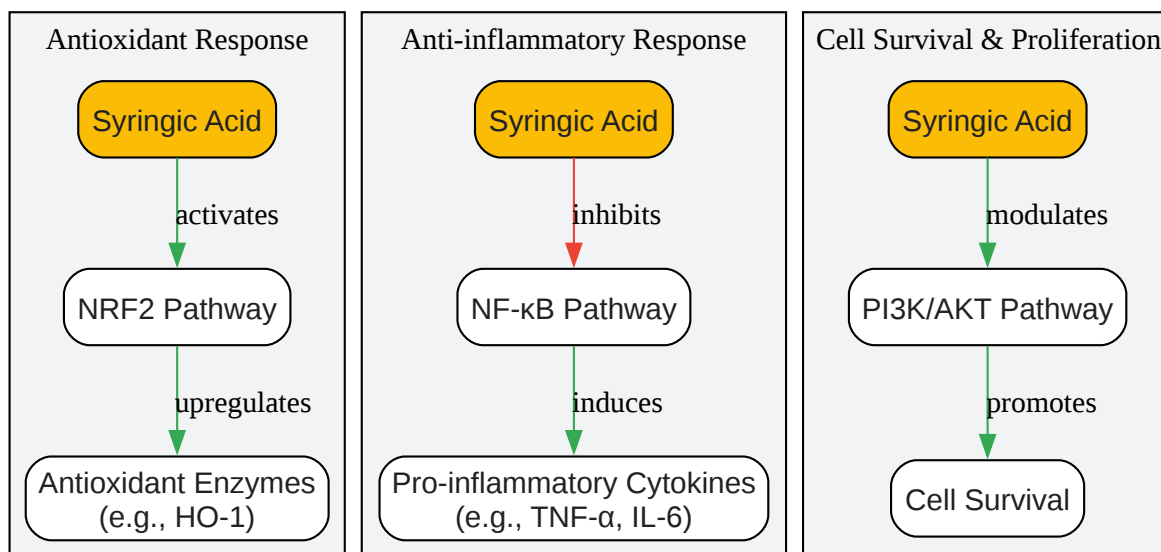 Antioxidant Response
Syringic Acid
activates
NRF2 Pathway
upregulates
Antioxidant Enzymes
(e.g., HO-1)
Anti-inflammatory Response
Syringic Acid
inhibits
NF-κB Pathway
induces
Pro-inflammatory Cytokines
(e.g., TNF-α, IL-6)
Cell Survival & Proliferation
Syringic Acid
modulates
PI3K/AKT Pathway
promotes
Cell Survival